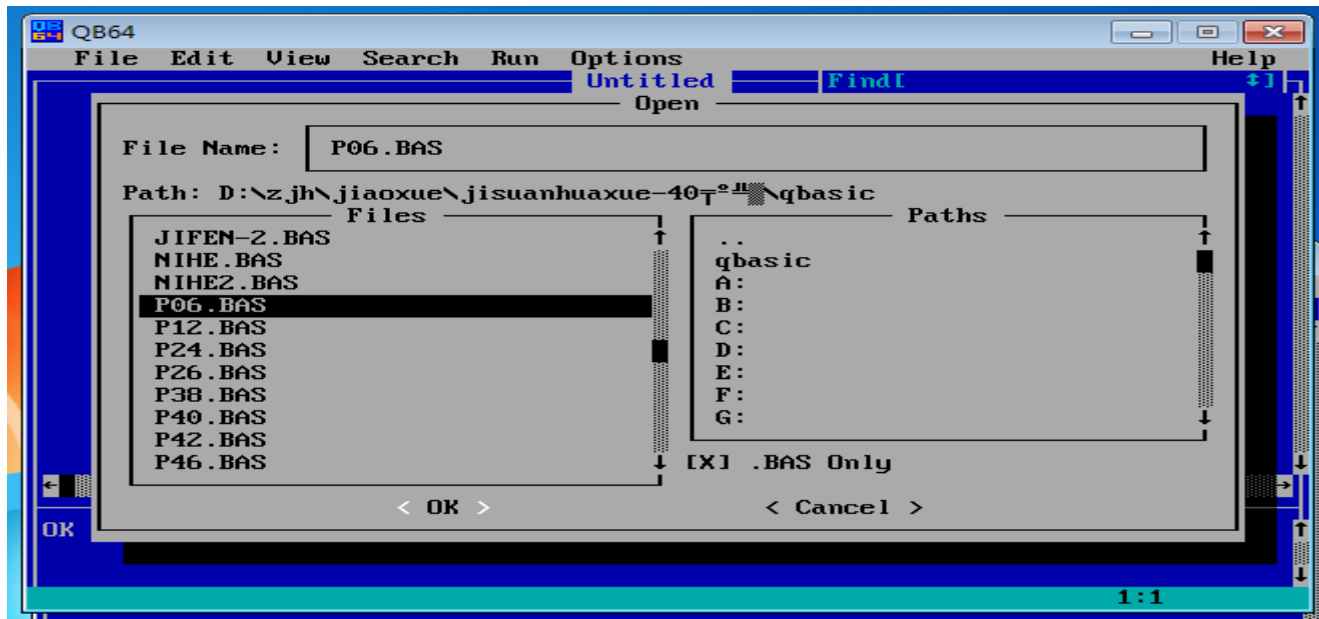 QB64
File Edit View Search Run Options Help
Untitled Find[ ↕]
Open
File Name: P06.BAS
Path: D:\zjh\jiaoxue\jisuanhuaxue-40╤º╨▒\qbasic
Files
JIFEN-2.BAS
NIHE.BAS
NIHE2.BAS
P06.BAS
P12.BAS
P24.BAS
P26.BAS
P38.BAS
P40.BAS
P42.BAS
P46.BAS
Paths
..
qbasic
A:
B:
C:
D:
E:
F:
G:
[X] .BAS Only
< OK > < Cancel >
OK
1:1